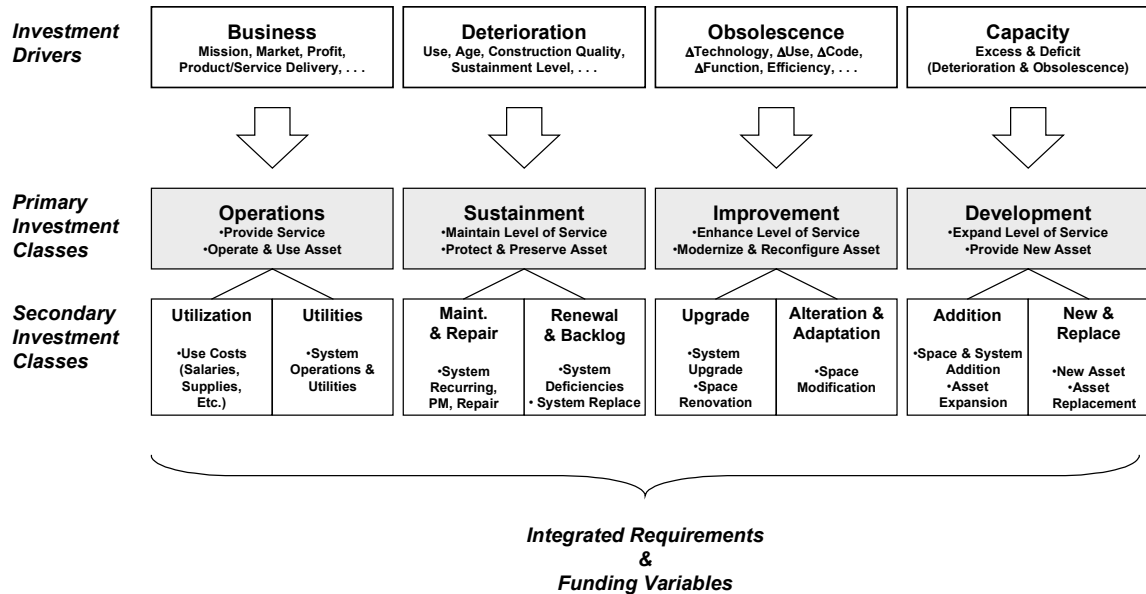 Investment
Drivers
Business
Mission, Market, Profit,
Product/Service Delivery, . . .
Deterioration
Use, Age, Construction Quality,
Sustainment Level, . . .
Obsolescence
ΔTechnology, ΔUse, ΔCode,
ΔFunction, Efficiency, . . .
Capacity
Excess & Deficit
(Deterioration & Obsolescence)
Primary
Investment
Classes
Operations
•Provide Service
•Operate & Use Asset
Sustainment
•Maintain Level of Service
•Protect & Preserve Asset
Improvement
•Enhance Level of Service
•Modernize & Reconfigure Asset
Development
•Expand Level of Service
•Provide New Asset
Secondary
Investment
Classes
Utilization
•Use Costs
(Salaries,
Supplies,
Etc.)
Utilities
•System
Operations &
Utilities
Maint.
& Repair
•System
Recurring,
PM, Repair
Renewal
& Backlog
•System
Deficiencies
• System Replace
Upgrade
•System
Upgrade
•Space
Renovation
Alteration &
Adaptation
•Space
Modification
Addition
•Space & System
Addition
•Asset
Expansion
New &
Replace
•New Asset
•Asset
Replacement
Integrated Requirements
&
Funding Variables